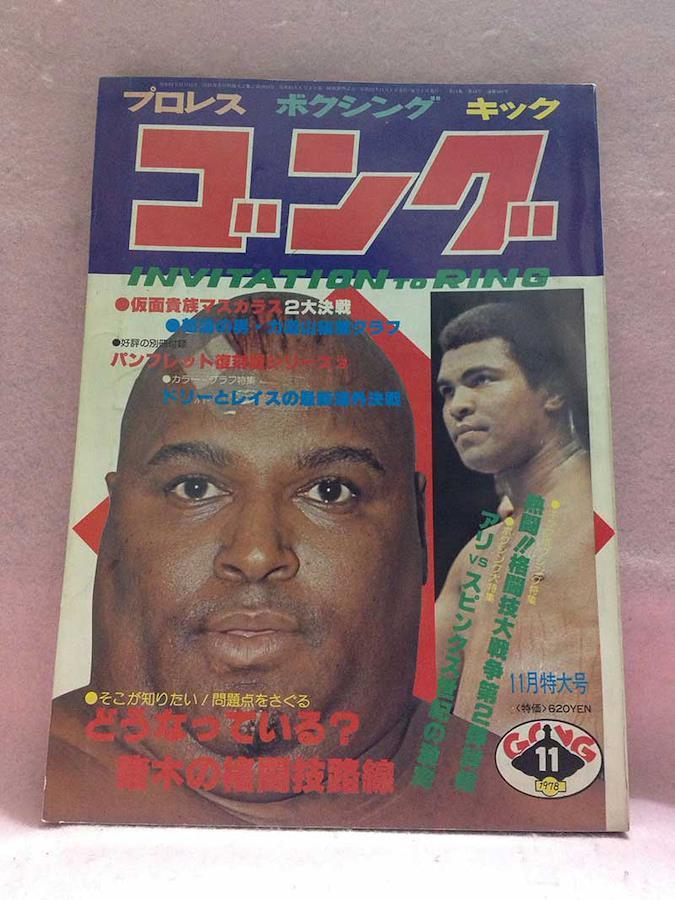 プロレス ボクシング キック
ゴング
INVITATION TO RING
●仮面貴族マスカラス2大決戦
●好評の別冊付録
パンフレット復刻版シリーズ
●カラー・グラフ特集
ドリーとレイスの最新海外決戦
熱闘!!格闘技大戦争第2弾
アリ VS スピンクス
●そこが知りたい/問題点をさぐる
どうなっている?
猪木の格闘技路線
11月特大号
〈特価〉620YEN
GONG
11
1978